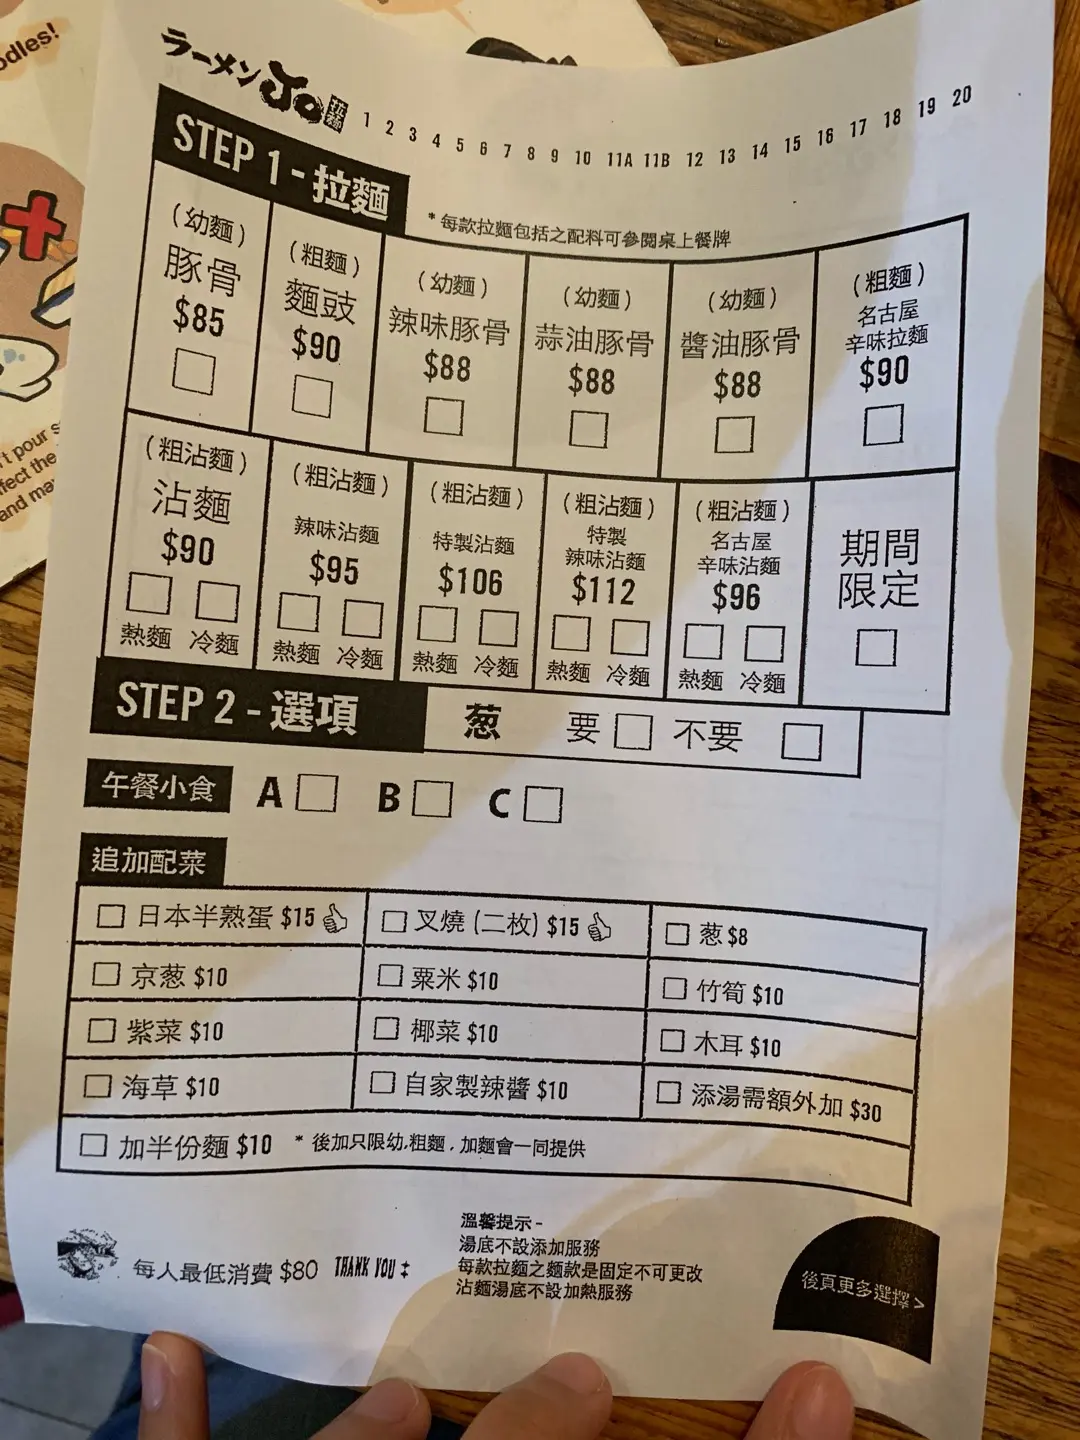 odles!
't pour s
ffect the
and ma
ラーメン Jo 拉麵
1 2 3 4 5 6 7 8 9 10 11A 11B 12 13 14 15 16 17 18 19 20
STEP 1 - 拉麵
* 每款拉麵包括之配料可參閱桌上餐牌
(幼麵) 豚骨 $85
(粗麵) 麵豉 $90
(幼麵) 辣味豚骨 $88
(幼麵) 蒜油豚骨 $88
(幼麵) 醬油豚骨 $88
(粗麵) 名古屋 辛味拉麵 $90
(粗沾麵) 沾麵 $90 熱麵 冷麵
(粗沾麵) 辣味沾麵 $95 熱麵 冷麵
(粗沾麵) 特製沾麵 $106 熱麵 冷麵
(粗沾麵) 特製 辣味沾麵 $112 熱麵 冷麵
(粗沾麵) 名古屋 辛味沾麵 $96 熱麵 冷麵
期間 限定
STEP 2 - 選項 葱 要 不要
午餐小食 A B C
追加配菜
日本半熟蛋 $15 叉燒 (二枚) $15 葱 $8
京葱 $10 粟米 $10 竹筍 $10
紫菜 $10 椰菜 $10 木耳 $10
海草 $10 自家製辣醬 $10 添湯需額外加 $30
加半份麵 $10 * 後加只限幼.粗麵 , 加麵會一同提供
每人最低消費 $80 THANK YOU
溫馨提示 -
湯底不設添加服務
每款拉麵之麵款是固定不可更改
沾麵湯底不設加熱服務
後頁更多選擇 >